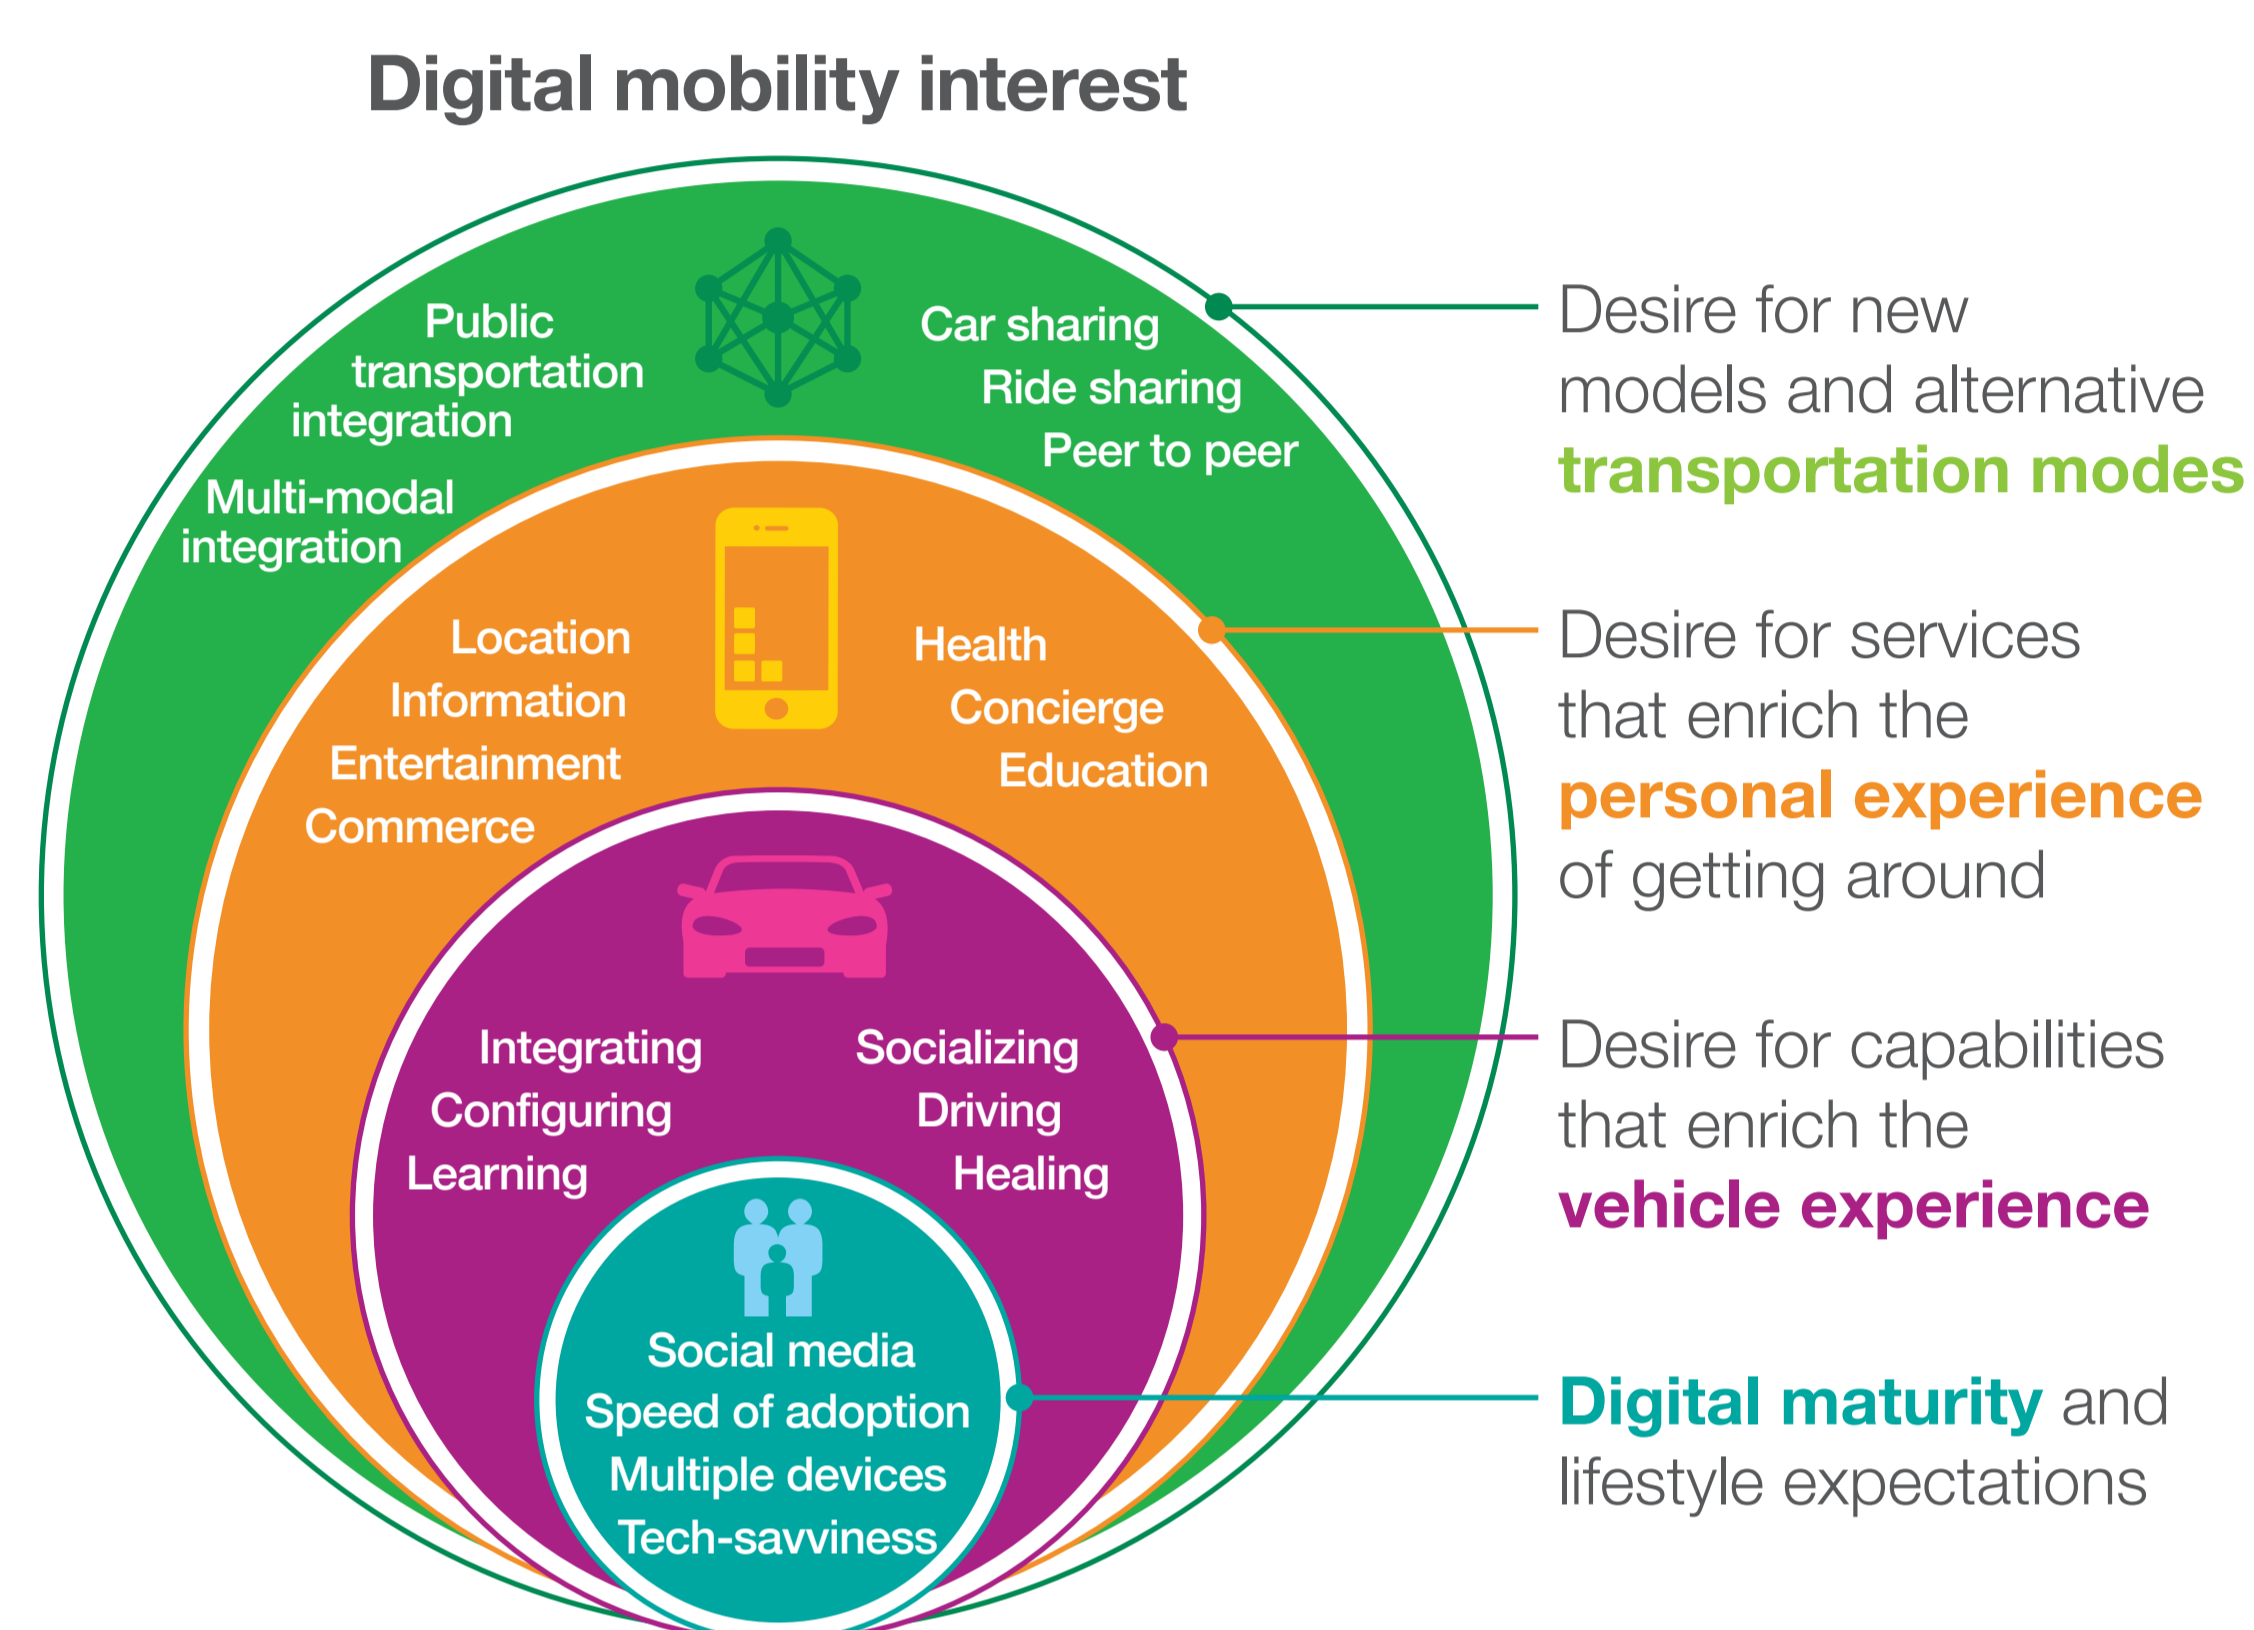 Digital mobility interest
Public
transportation
integration
Multi-modal
integration
Car sharing
Ride sharing
Peer to peer
Desire for new
models and alternative
transportation modes
Location
Information
Entertainment
Commerce
Health
Concierge
Education
Desire for services
that enrich the
personal experience
of getting around
Integrating
Configuring
Learning
Socializing
Driving
Healing
Desire for capabilities
that enrich the
vehicle experience
Social media
Speed of adoption
Multiple devices
Tech-savviness
Digital maturity and
lifestyle expectations